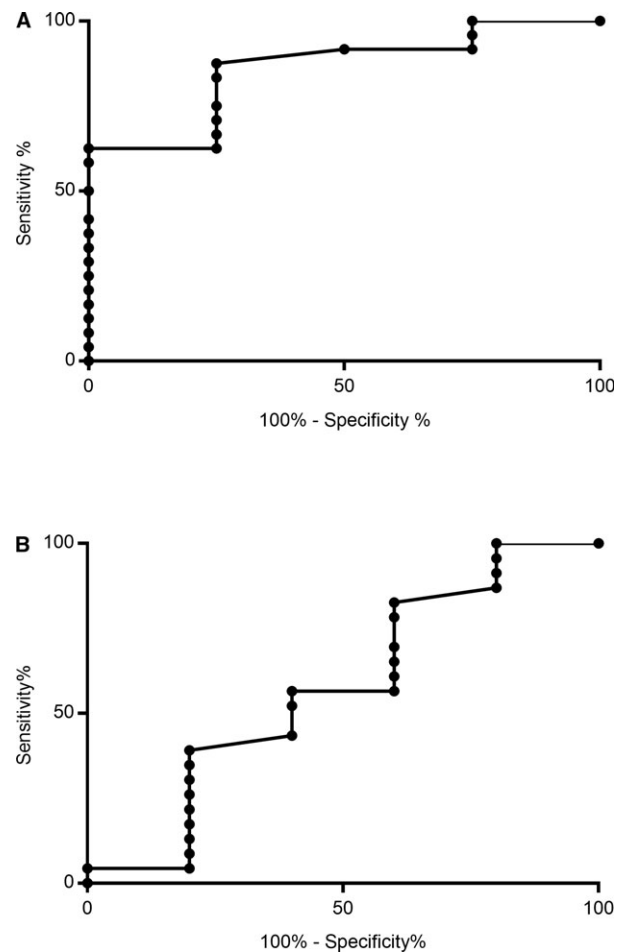 A
100
Sensitivity %
50
0
0 50 100
100% - Specificity %
B
100
Sensitivity%
50
0
0 50 100
100% - Specificity%